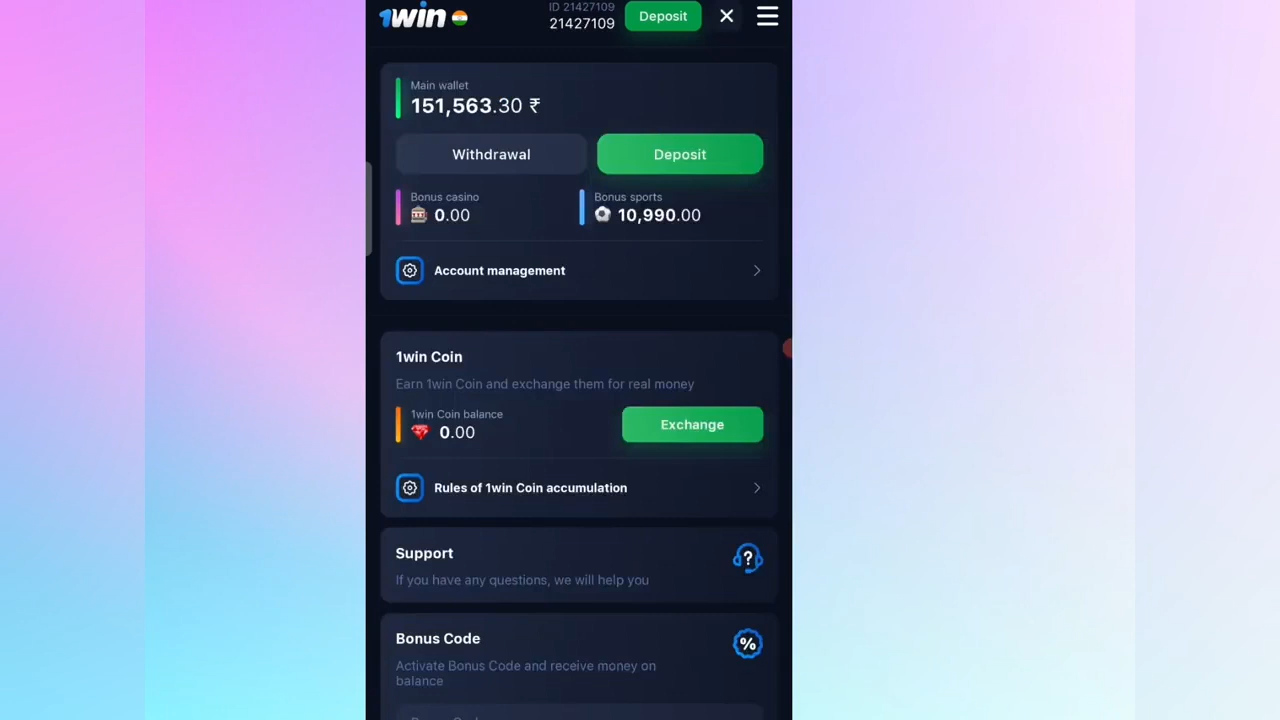 1win
ID 21427109
21427109
Deposit
Main wallet
151,563.30 ₹
Withdrawal
Deposit
Bonus casino
0.00
Bonus sports
10,990.00
Account management
1win Coin
Earn 1win Coin and exchange them for real money
1win Coin balance
0.00
Exchange
Rules of 1win Coin accumulation
Support
If you have any questions, we will help you
Bonus Code
Activate Bonus Code and receive money on
balance